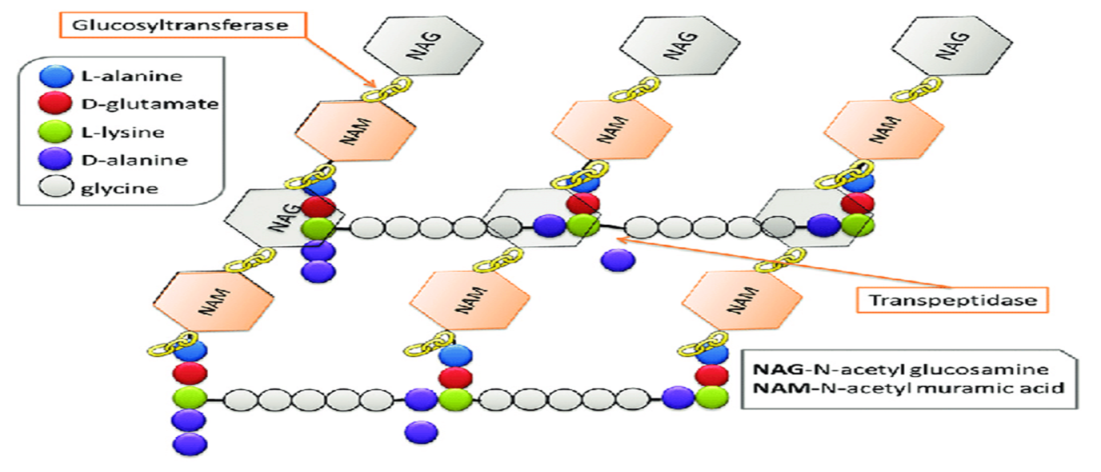 Glucosyltransferase
NAG
NAG
NAG
L-alanine
D-glutamate
L-lysine
D-alanine
glycine
NAM
NAM
NAM
NAG
NAM
NAM
NAM
Transpeptidase
NAG-N-acetyl glucosamine
NAM-N-acetyl muramic acid